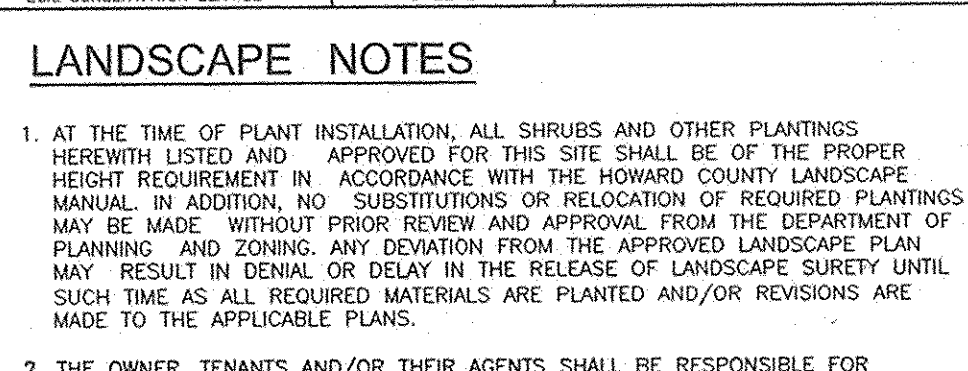 LANDSCAPE NOTES
1. AT THE TIME OF PLANT INSTALLATION, ALL SHRUBS AND OTHER PLANTINGS
HEREWITH LISTED AND APPROVED FOR THIS SITE SHALL BE OF THE PROPER
HEIGHT REQUIREMENT IN ACCORDANCE WITH THE HOWARD COUNTY LANDSCAPE
MANUAL. IN ADDITION, NO SUBSTITUTIONS OR RELOCATION OF REQUIRED PLANTINGS
MAY BE MADE WITHOUT PRIOR REVIEW AND APPROVAL FROM THE DEPARTMENT OF
PLANNING AND ZONING. ANY DEVIATION FROM THE APPROVED LANDSCAPE PLAN
MAY RESULT IN DENIAL OR DELAY IN THE RELEASE OF LANDSCAPE SURETY UNTIL
SUCH TIME AS ALL REQUIRED MATERIALS ARE PLANTED AND/OR REVISIONS ARE
MADE TO THE APPLICABLE PLANS.
2. THE OWNER, TENANTS AND/OR THEIR AGENTS SHALL BE RESPONSIBLE FOR